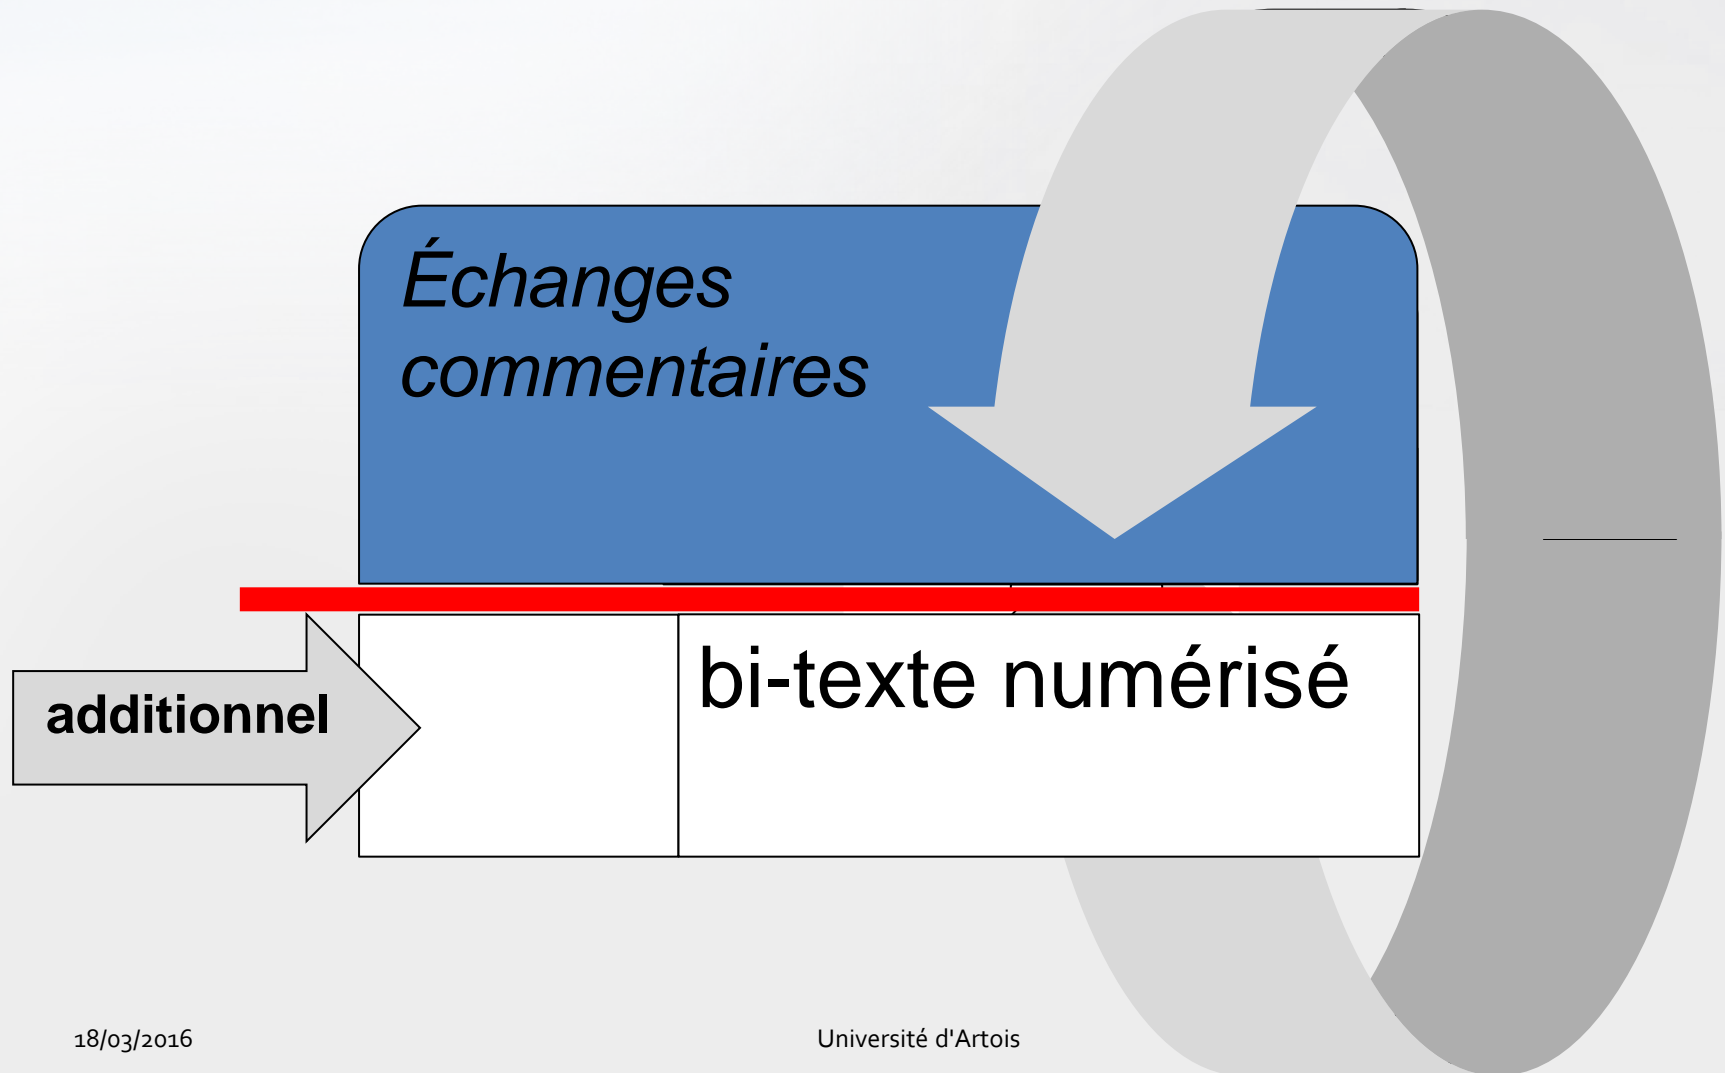 Échanges
commentaires
bi-texte numérisé
additionnel
18/03/2016
Université d'Artois